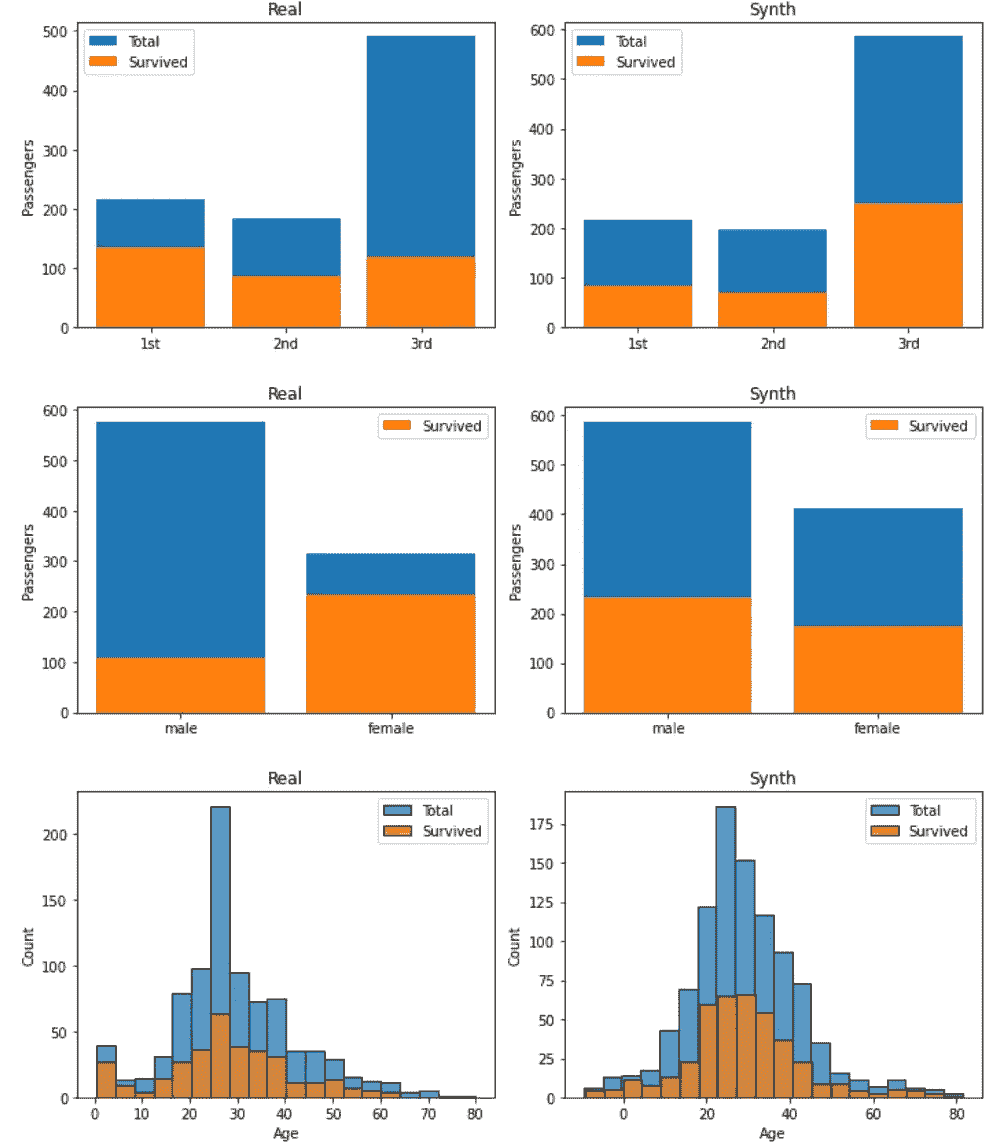 Real
Synth
500
400
300
200
100
0
Passengers
Total
Survived
1st
2nd
3rd
600
500
400
300
200
100
0
Passengers
Total
Survived
1st
2nd
3rd
Real
Synth
600
500
400
300
200
100
0
Passengers
Survived
male
female
600
500
400
300
200
100
0
Passengers
Survived
male
female
Real
Synth
200
150
100
50
0
Count
Total
Survived
0 10 20 30 40 50 60 70 80
Age
175
150
125
100
75
50
25
0
Count
Total
Survived
0 20 40 60 80
Age